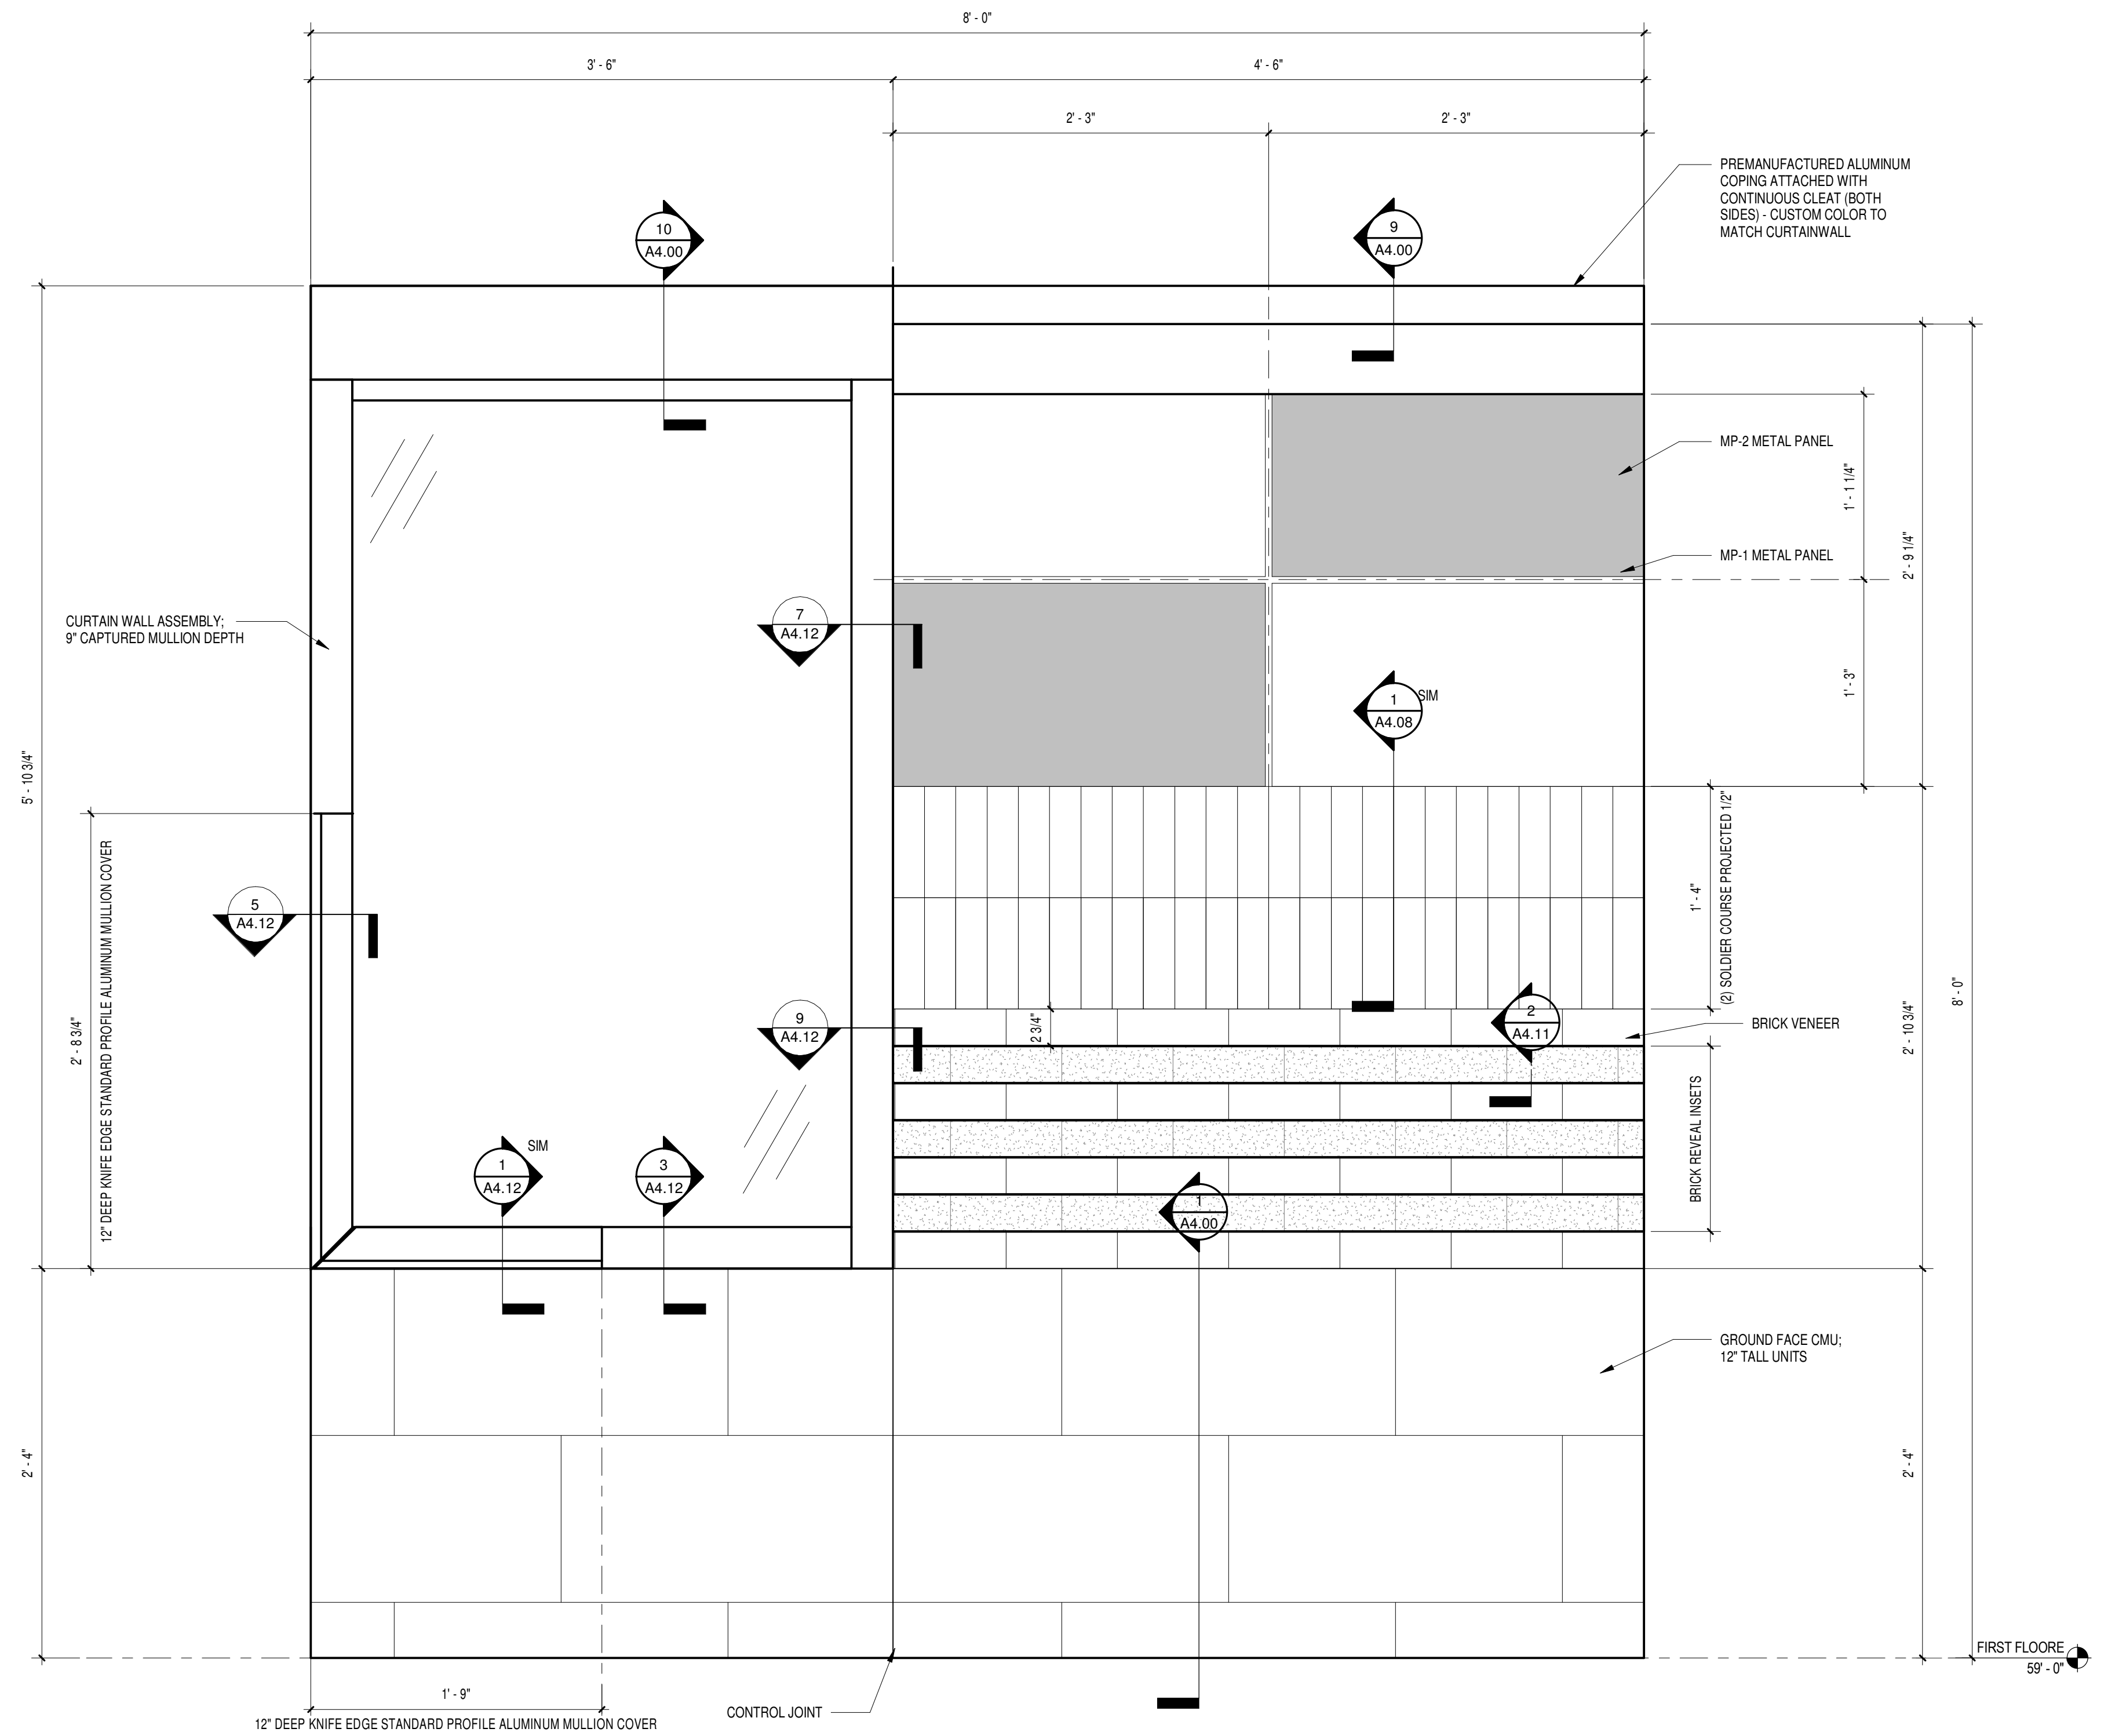 8' - 0"
3' - 6"
4' - 6"
2' - 3"
2' - 3"
PREMANUFACTURED ALUMINUM
COPING ATTACHED WITH
CONTINUOUS CLEAT (BOTH
SIDES) - CUSTOM COLOR TO
MATCH CURTAINWALL
10
A4.00
9
A4.00
MP-2 METAL PANEL
1' - 1 1/4"
MP-1 METAL PANEL
2' - 9 1/4"
CURTAIN WALL ASSEMBLY;
9" CAPTURED MULLION DEPTH
7
A4.12
1
A4.08
SIM
1' - 3"
5' - 10 3/4"
2' - 8 3/4"
12" DEEP KNIFE EDGE STANDARD PROFILE ALUMINUM MULLION COVER
5
A4.12
1' - 4"
(2) SOLDIER COURSE PROJECTED 1/2"
8' - 0"
9
A4.12
2 3/4"
2
A4.11
BRICK VENEER
2' - 10 3/4"
BRICK REVEAL INSETS
1
A4.12
SIM
3
A4.12
1
A4.00
GROUND FACE CMU;
12" TALL UNITS
2' - 4"
2' - 4"
FIRST FLOORE
59' - 0"
1' - 9"
12" DEEP KNIFE EDGE STANDARD PROFILE ALUMINUM MULLION COVER
CONTROL JOINT